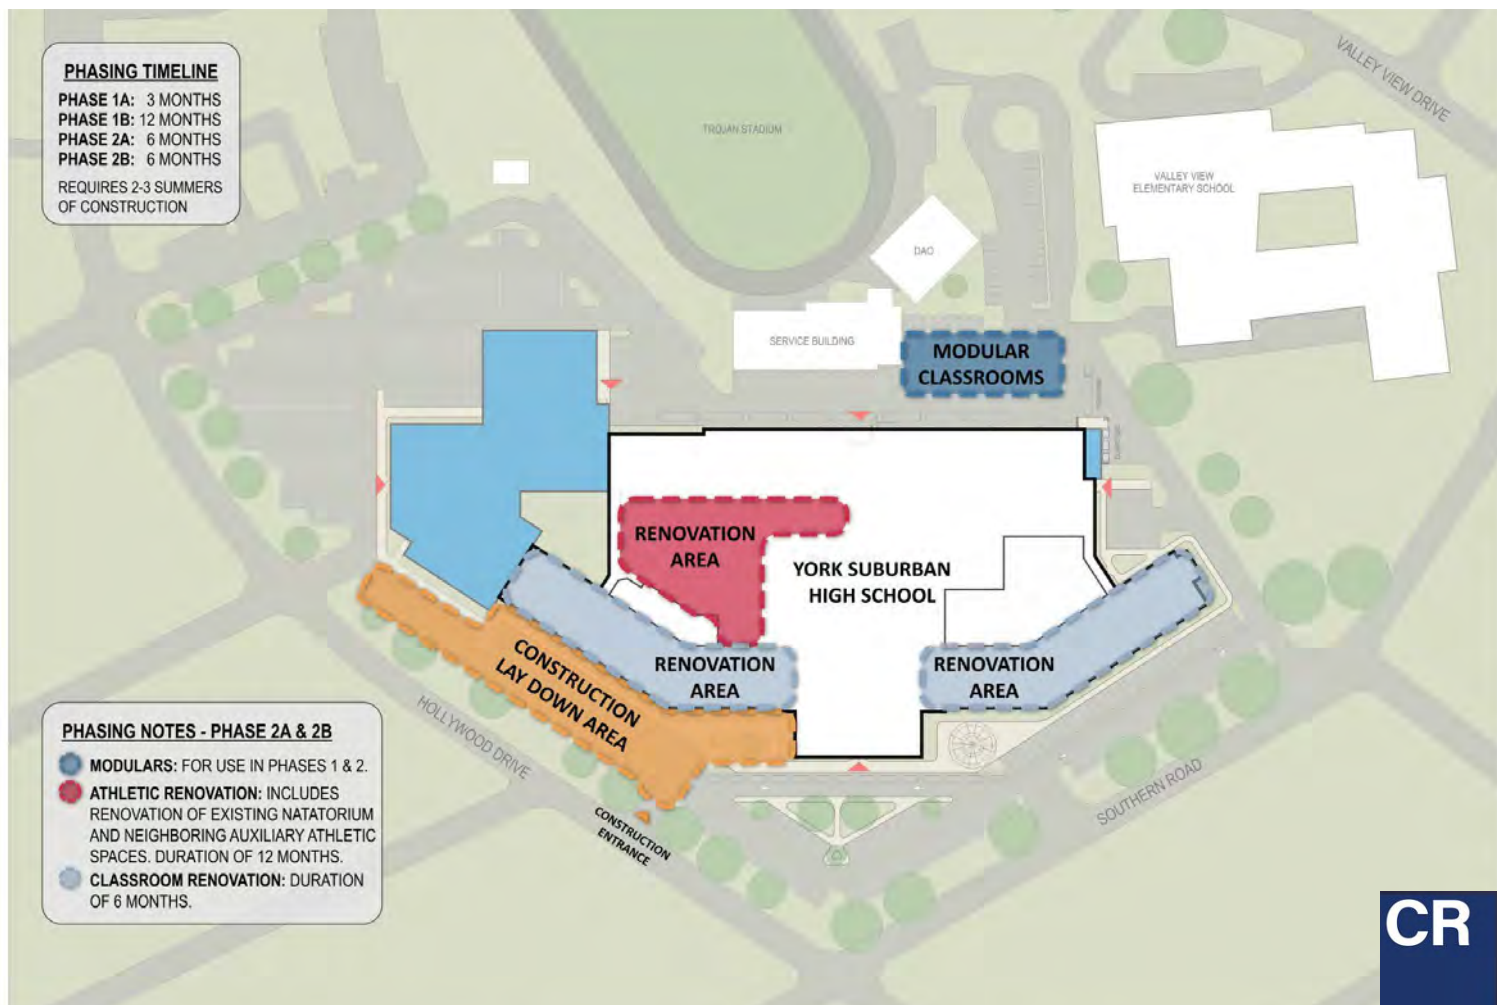 PHASING TIMELINE
PHASE 1A: 3 MONTHS
PHASE 1B: 12 MONTHS
PHASE 2A: 6 MONTHS
PHASE 2B: 6 MONTHS
REQUIRES 2-3 SUMMERS
OF CONSTRUCTION
TROJAN STADIUM
VALLEY VIEW DRIVE
VALLEY VIEW
ELEMENTARY SCHOOL
DAO
SERVICE BUILDING
MODULAR
CLASSROOMS
RENOVATION
AREA
YORK SUBURBAN
HIGH SCHOOL
CONSTRUCTION
LAY DOWN AREA
RENOVATION
AREA
RENOVATION
AREA
HOLLYWOOD DRIVE
SOUTHERN ROAD
CONSTRUCTION
ENTRANCE
PHASING NOTES - PHASE 2A & 2B
MODULARS: FOR USE IN PHASES 1 & 2.
ATHLETIC RENOVATION: INCLUDES
RENOVATION OF EXISTING NATATORIUM
AND NEIGHBORING AUXILIARY ATHLETIC
SPACES. DURATION OF 12 MONTHS.
CLASSROOM RENOVATION: DURATION
OF 6 MONTHS.
CR